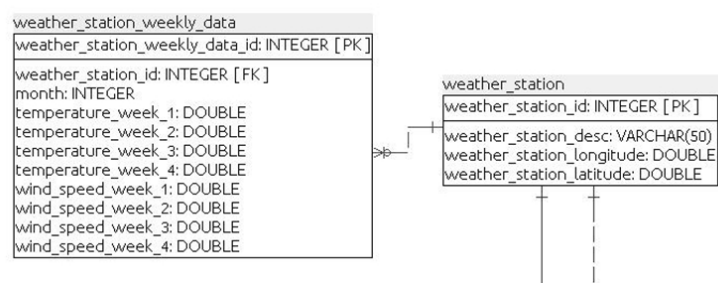 weather_station_weekly_data
weather_station_weekly_data_id: INTEGER [PK]
weather_station_id: INTEGER [FK]
month: INTEGER
temperature_week_1: DOUBLE
temperature_week_2: DOUBLE
temperature_week_3: DOUBLE
temperature_week_4: DOUBLE
wind_speed_week_1: DOUBLE
wind_speed_week_2: DOUBLE
wind_speed_week_3: DOUBLE
wind_speed_week_4: DOUBLE
weather_station
weather_station_id: INTEGER [PK]
weather_station_desc: VARCHAR(50)
weather_station_longitude: DOUBLE
weather_station_latitude: DOUBLE